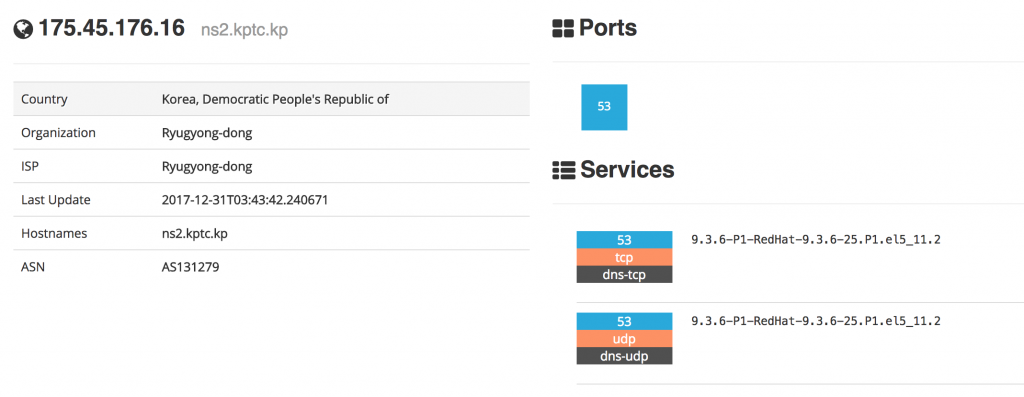 175.45.176.16 ns2.kptc.kp
Country Korea, Democratic People's Republic of
Organization Ryugyong-dong
ISP Ryugyong-dong
Last Update 2017-12-31T03:43:42.240671
Hostnames ns2.kptc.kp
ASN AS131279
Ports
53
Services
53
tcp
dns-tcp
9.3.6-P1-RedHat-9.3.6-25.P1.el5_11.2
53
udp
dns-udp
9.3.6-P1-RedHat-9.3.6-25.P1.el5_11.2